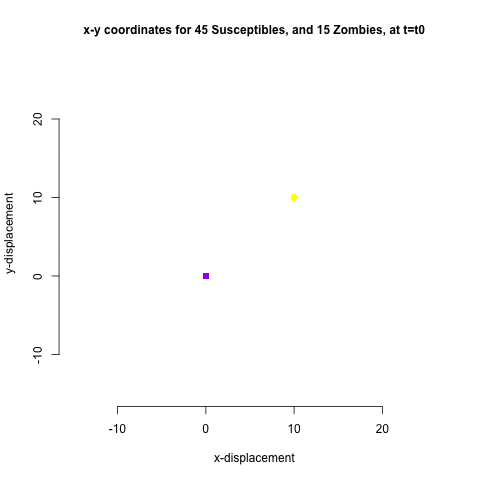 x-y coordinates for 45 Susceptibles, and 15 Zombies, at t=t0
20
10
0
-10
y-displacement
-10 0 10 20
x-displacement